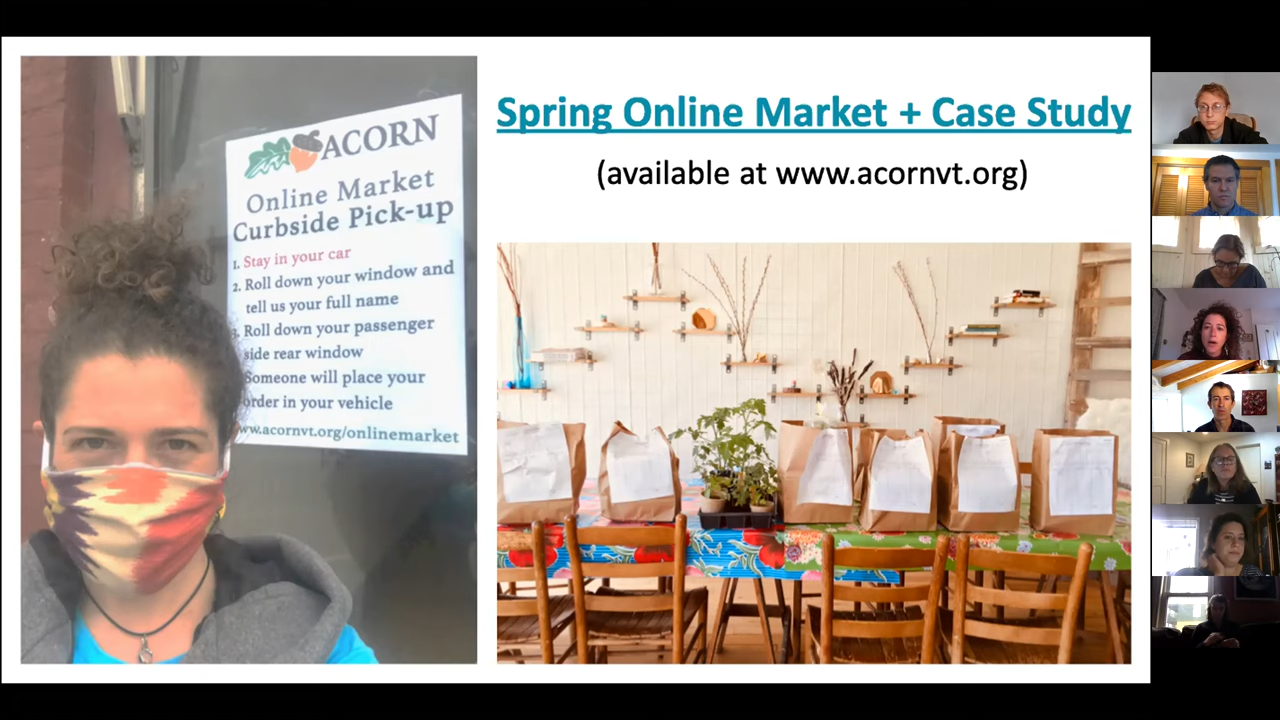 Spring Online Market + Case Study
(available at www.acornvt.org)
ACORN
Online Market
Curbside Pick-up
1. Stay in your car
2. Roll down your window and
tell us your full name
3. Roll down your passenger
side rear window
Someone will place your
order in your vehicle
www.acornvt.org/onlinemarket